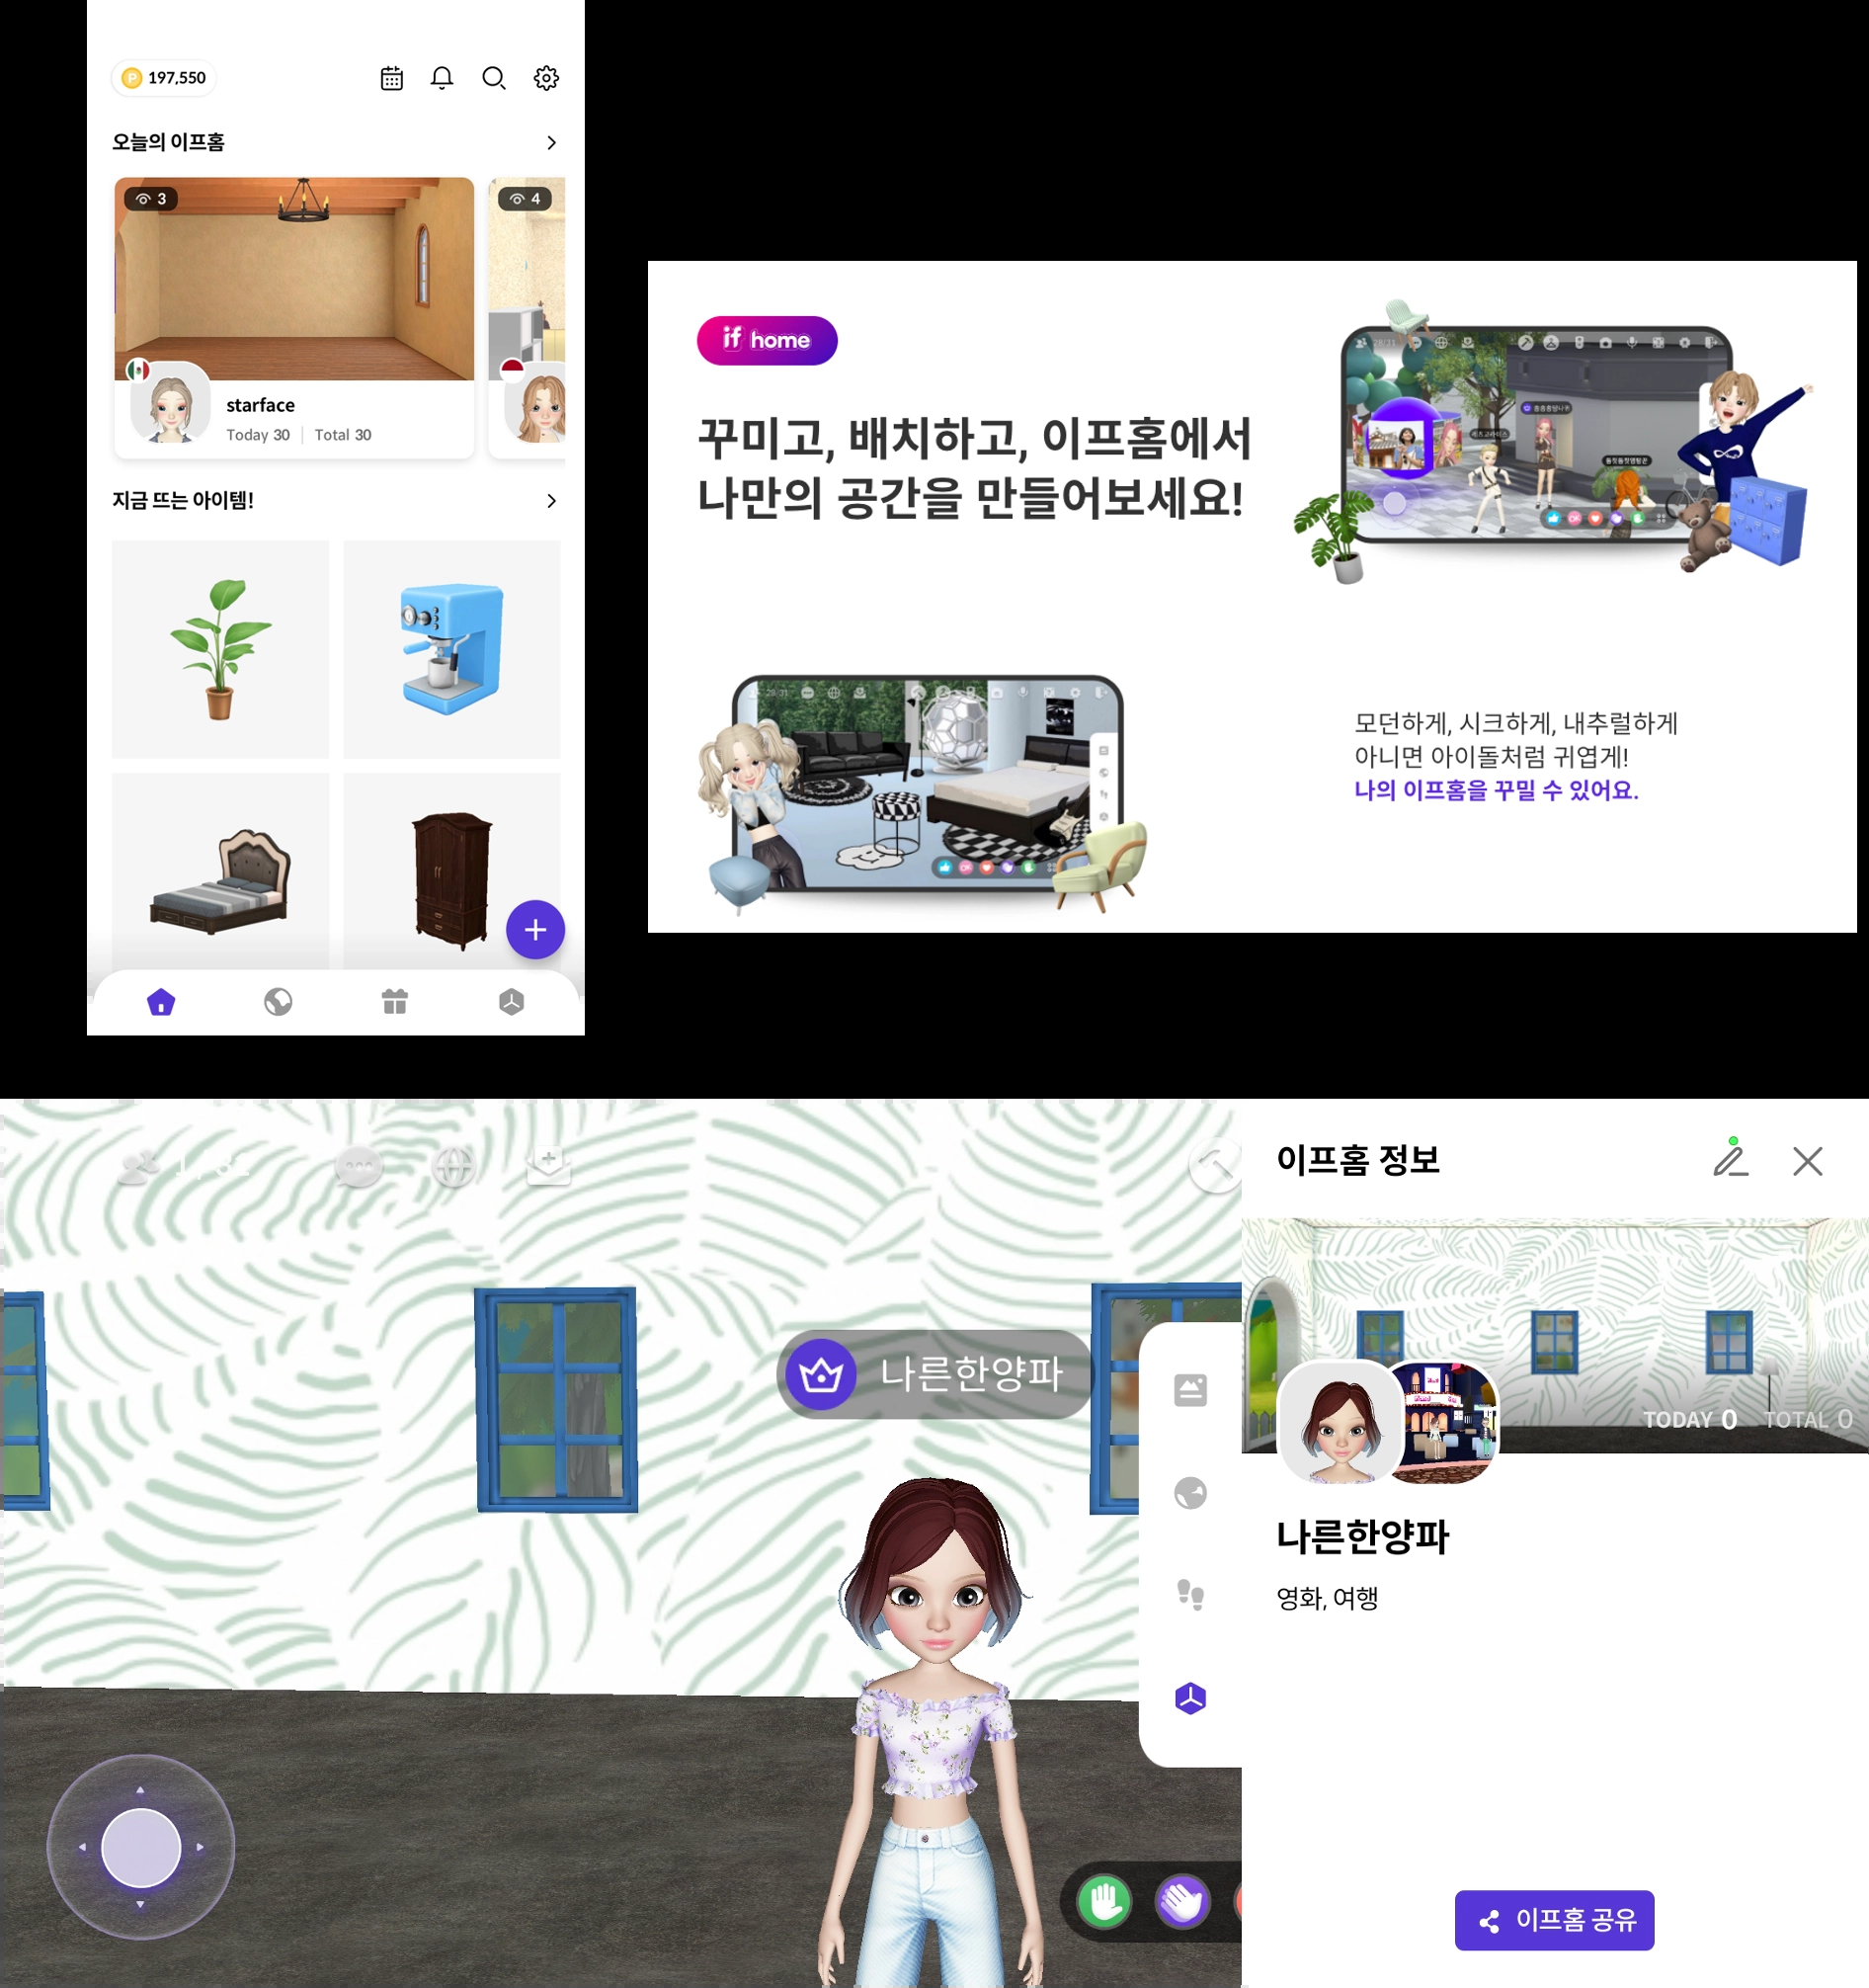 197,550
오늘의 이프홈
3
4
starface
Today 30 | Total 30
지금 뜨는 아이템!
if home
꾸미고, 배치하고, 이프홈에서
나만의 공간을 만들어보세요!
28/31
28/31
모던하게, 시크하게, 내추럴하게
아니면 아이돌처럼 귀엽게!
나의 이프홈을 꾸밀 수 있어요.
나른한양파
이프홈 정보
TODAY 0 TOTAL 0
나른한양파
영화, 여행
이프홈 공유